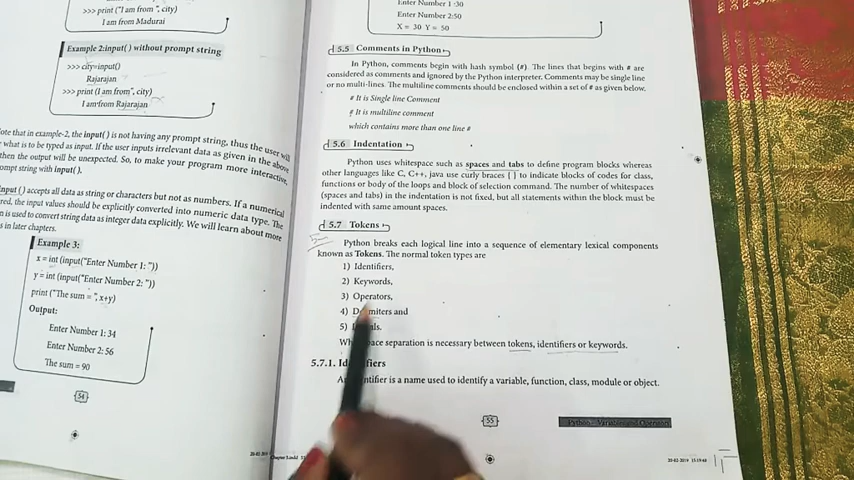 >>> print ("I am from ", city)
I am from Madurai
Example 2:input( ) without prompt string
>>> city=input()
Rajarajan
>>> print (I am from", city)
I am from Rajarajan
ote that in example-2, the input( ) is not having any prompt string, thus the user will
what is to be typed as input. If the user inputs irrelevant data as given in the above
then the output will be unexpected. So, to make your program more interactive,
ompt string with input( ).
nput ( ) accepts all data as string or characters but not as numbers. If a numerical
red, the input values should be explicitly converted into numeric data type. The
n is used to convert string data as integer data explicitly. We will learn about more
s in later chapters.
Example 3:
x = int (input("Enter Number 1: "))
y = int (input("Enter Number 2: "))
print ("The sum = ", x+y)
Output:
Enter Number 1: 34
Enter Number 2: 56
The sum = 90
54
Enter Number 1 :30
Enter Number 2:50
X = 30 Y = 50
5.5 Comments in Python
In Python, comments begin with hash symbol (#). The lines that begins with # are
considered as comments and ignored by the Python interpreter. Comments may be single line
or no multi-lines. The multiline comments should be enclosed within a set of # as given below.
# It is Single line Comment
# It is multiline comment
which contains more than one line #
5.6 Indentation
Python uses whitespace such as spaces and tabs to define program blocks whereas
other languages like C, C++, java use curly braces { } to indicate blocks of codes for class,
functions or body of the loops and block of selection command. The number of whitespaces
(spaces and tabs) in the indentation is not fixed, but all statements within the block must be
indented with same amount spaces.
5.7 Tokens
Python breaks each logical line into a sequence of elementary lexical components
known as Tokens. The normal token types are
1) Identifiers,
2) Keywords,
3) Operators,
4) Delimiters and
5) Literals.
Whitespace separation is necessary between tokens, identifiers or keywords.
5.7.1. Identifiers
An Identifier is a name used to identify a variable, function, class, module or object.
55
20-02-2019 15:19:48